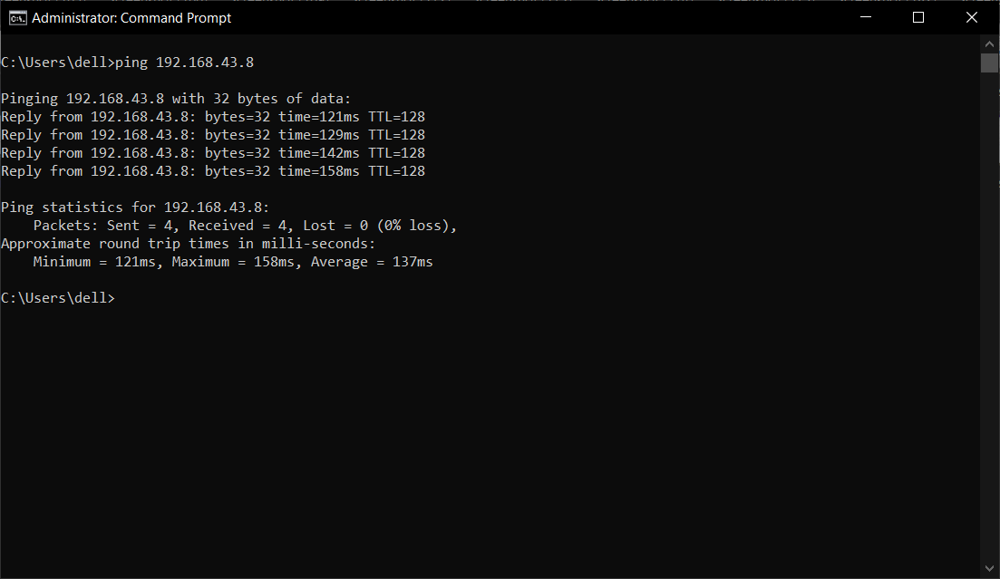 Administrator: Command Prompt
C:\Users\dell>ping 192.168.43.8
Pinging 192.168.43.8 with 32 bytes of data:
Reply from 192.168.43.8: bytes=32 time=121ms TTL=128
Reply from 192.168.43.8: bytes=32 time=129ms TTL=128
Reply from 192.168.43.8: bytes=32 time=142ms TTL=128
Reply from 192.168.43.8: bytes=32 time=158ms TTL=128
Ping statistics for 192.168.43.8:
    Packets: Sent = 4, Received = 4, Lost = 0 (0% loss),
Approximate round trip times in milli-seconds:
    Minimum = 121ms, Maximum = 158ms, Average = 137ms
C:\Users\dell>